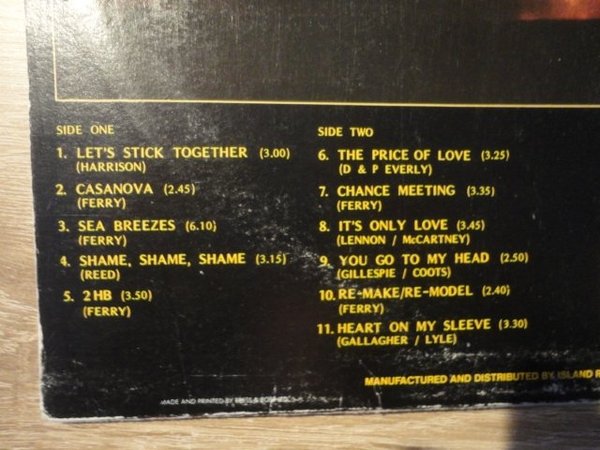 SIDE ONE
1. LET'S STICK TOGETHER (3.00)
(HARRISON)
2. CASANOVA (2.45)
(FERRY)
3. SEA BREEZES (6.10)
(FERRY)
4. SHAME, SHAME, SHAME (3.15)
(REED)
5. 2HB (3.50)
(FERRY)
SIDE TWO
6. THE PRICE OF LOVE (3.25)
(D & P EVERLY)
7. CHANCE MEETING (3.35)
(FERRY)
8. IT'S ONLY LOVE (3.45)
(LENNON / McCARTNEY)
9. YOU GO TO MY HEAD (2.50)
(GILLESPIE / COOTS)
10. RE-MAKE/RE-MODEL (2.40)
(FERRY)
11. HEART ON MY SLEEVE (3.30)
(GALLAGHER / LYLE)
MANUFACTURED AND DISTRIBUTED BY ISLAND R
MADE AND PRINTED BY